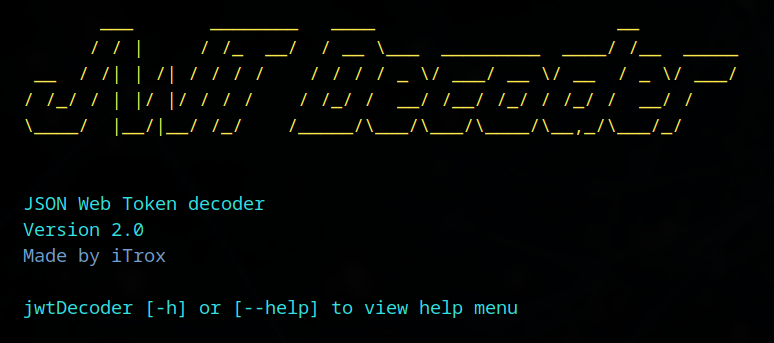 JWT Decoder
JSON Web Token decoder
Version 2.0
Made by iTrox
jwtDecoder [-h] or [--help] to view help menu